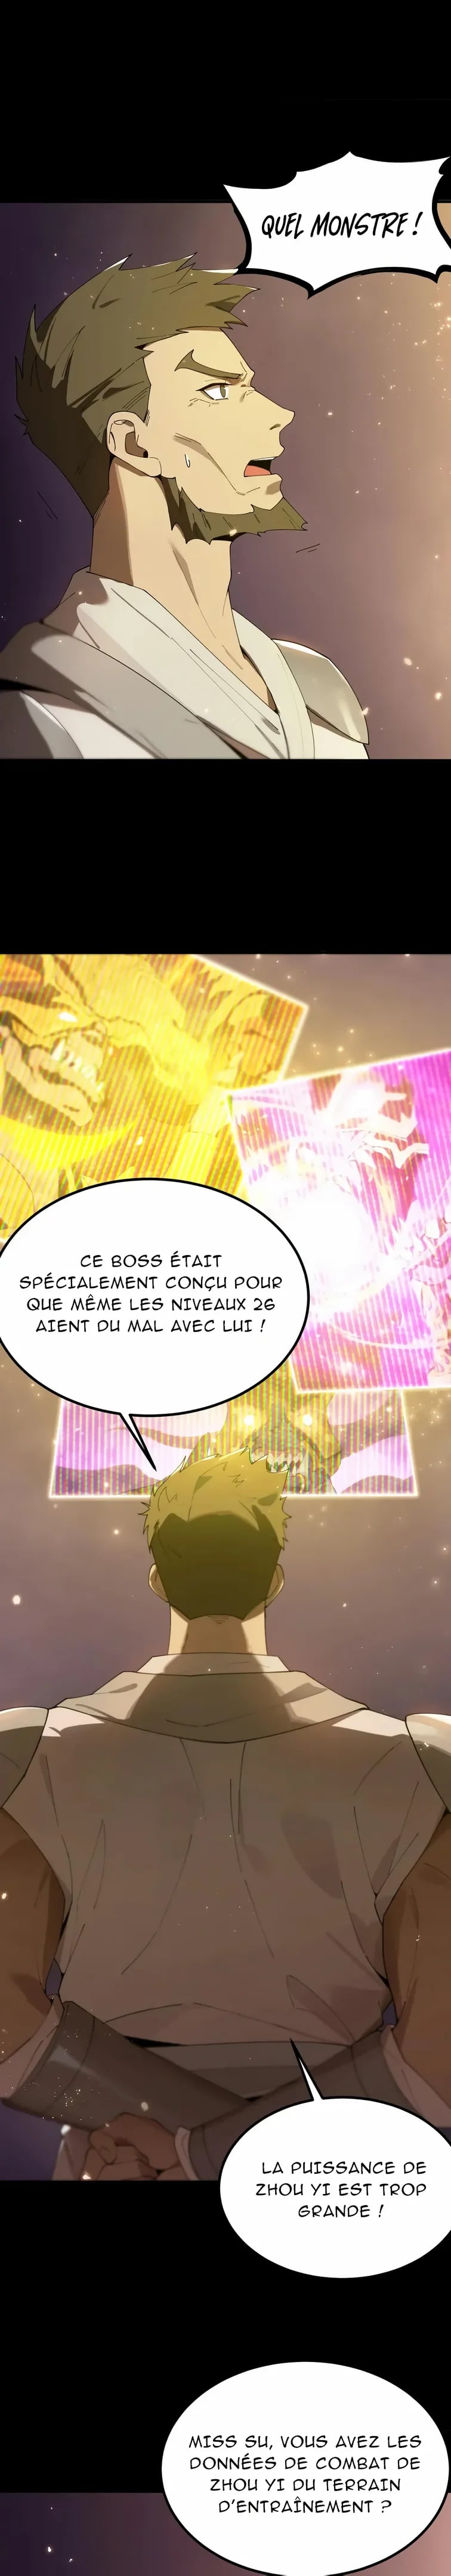 QUEL MONSTRE !
CE BOSS ÉTAIT
SPÉCIALEMENT CONÇU POUR
QUE MÊME LES NIVEAUX 26
AIENT DU MAL AVEC LUI !
LA PUISSANCE DE
ZHOU YI EST TROP
GRANDE !
MISS SU, VOUS AVEZ LES
DONNÉES DE COMBAT DE
ZHOU YI DU TERRAIN
D'ENTRAÎNEMENT ?